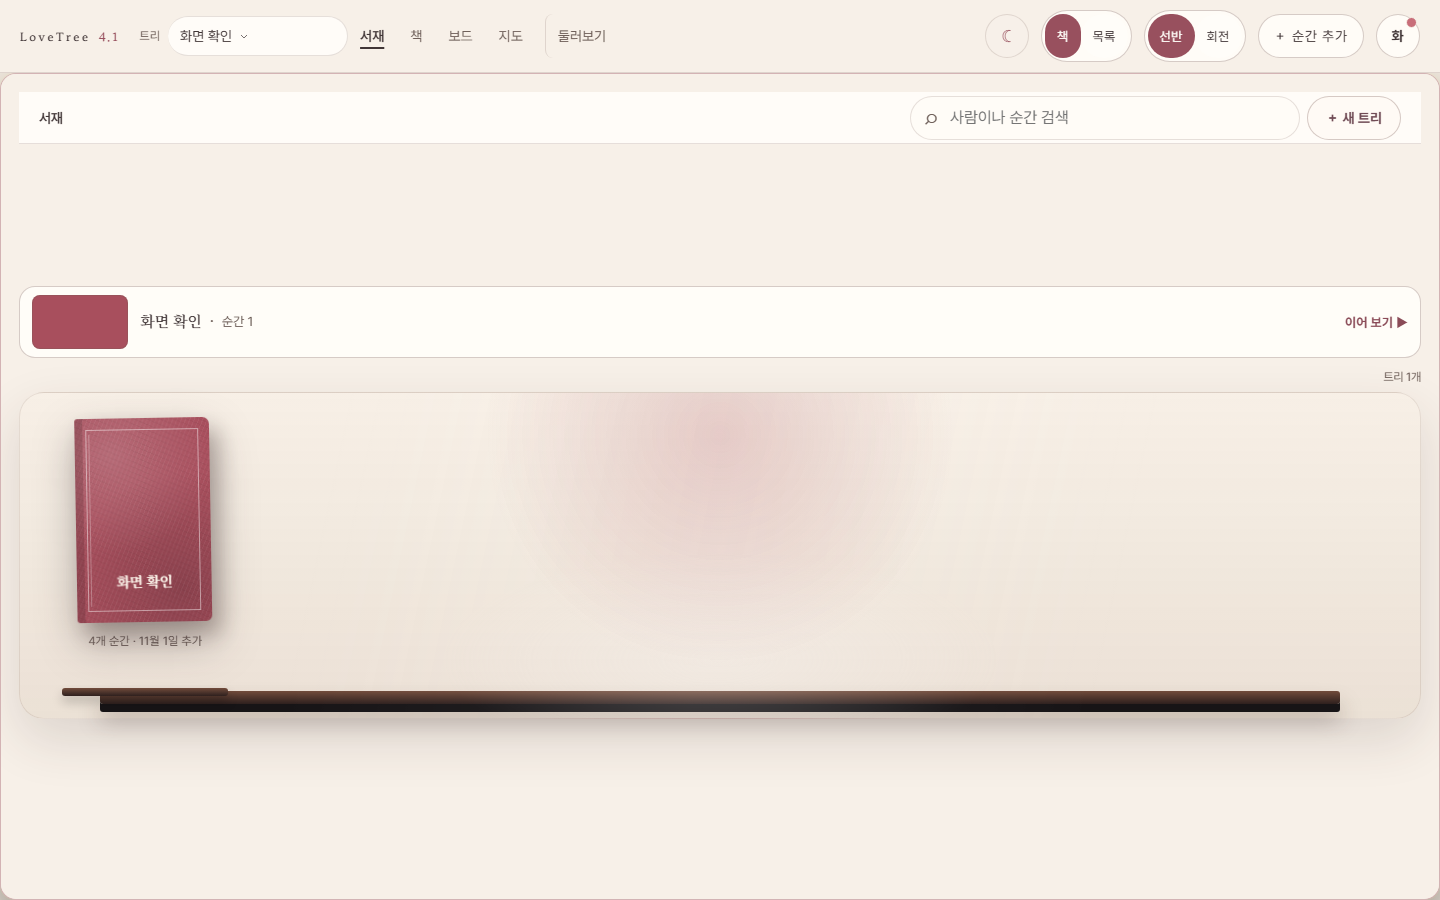 LoveTree 4.1 트리 화면 확인 서재 책 보드 지도 둘러보기 책 목록 선반 회전 + 순간 추가 화
서재 사람이나 순간 검색 + 새 트리
화면 확인 · 순간 1 이어 보기 ▶
트리 1개
화면 확인
4개 순간 · 11월 1일 추가